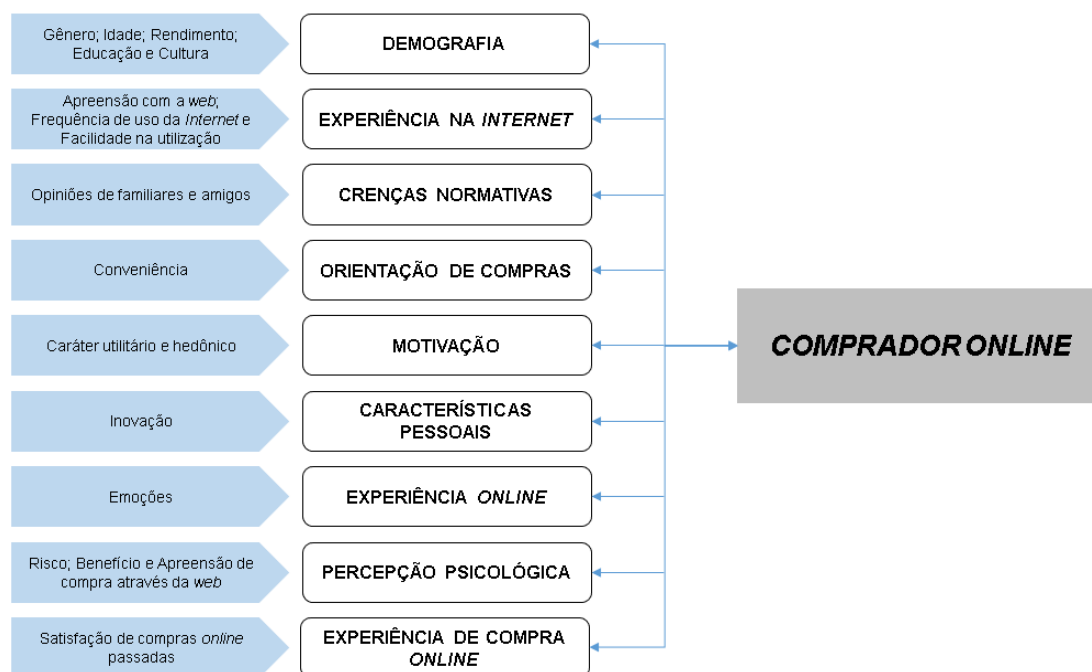 Gênero; Idade; Rendimento;
Educação e Cultura
DEMOGRAFIA
Apreensão com a web;
Frequência de uso da Internet e
Facilidade na utilização
EXPERIÊNCIA NA INTERNET
Opiniões de familiares e amigos
CRENÇAS NORMATIVAS
Conveniência
ORIENTAÇÃO DE COMPRAS
Caráter utilitário e hedônico
MOTIVAÇÃO
Inovação
CARACTERÍSTICAS
PESSOAIS
Emoções
EXPERIÊNCIA ONLINE
Risco; Benefício e Apreensão de
compra através da web
PERCEPÇÃO PSICOLÓGICA
Satisfação de compras online
passadas
EXPERIÊNCIA DE COMPRA
ONLINE
COMPRADOR ONLINE